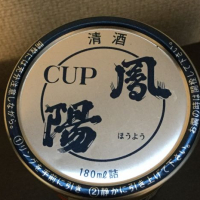 清酒
CUP 鳳
陽
ほうよう
180ml詰
(1)リングを手前に引き (2)静かに引き上げて下さい。